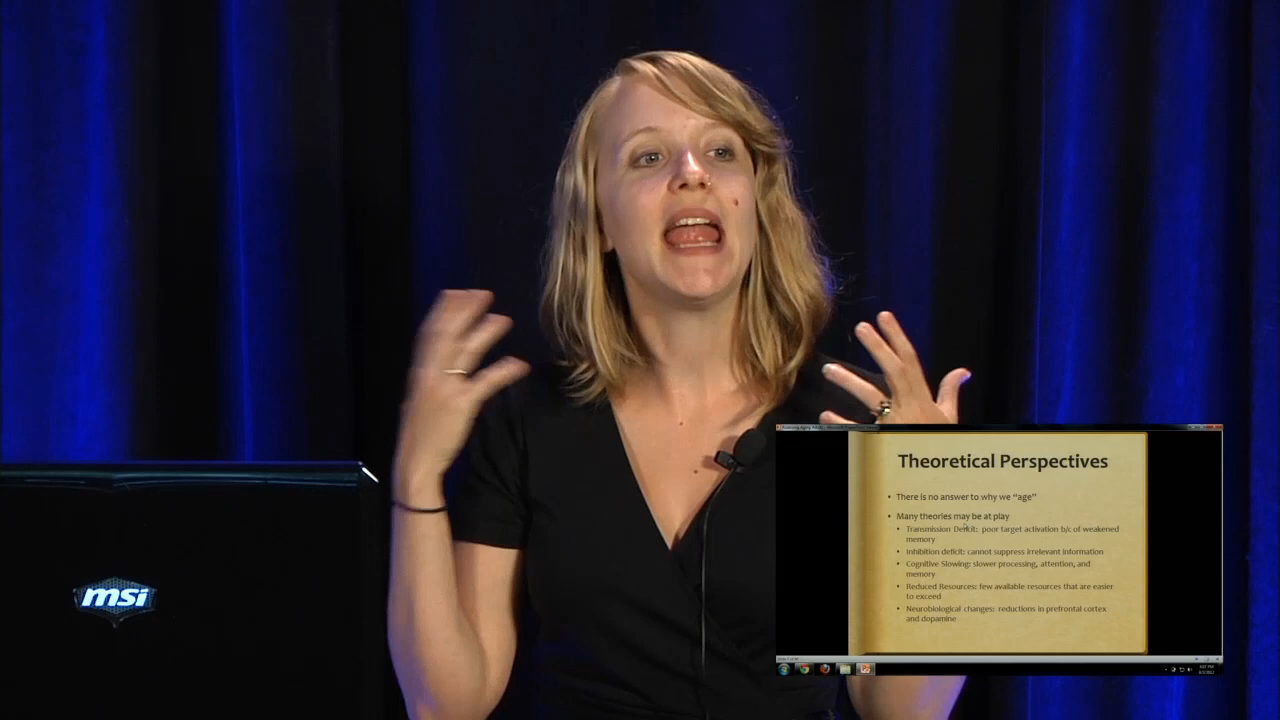 msi
Theoretical Perspectives
• There is no answer to why we “age”
• Many theories may be at play
• Transmission Deficit: poor target activation b/c of weakened
memory
• Inhibition deficit: cannot suppress irrelevant information
• Cognitive Slowing: slower processing, attention, and
memory
• Reduced Resources: few available resources that are easier
to exceed
• Neurobiological changes: reductions in prefrontal cortex
and dopamine